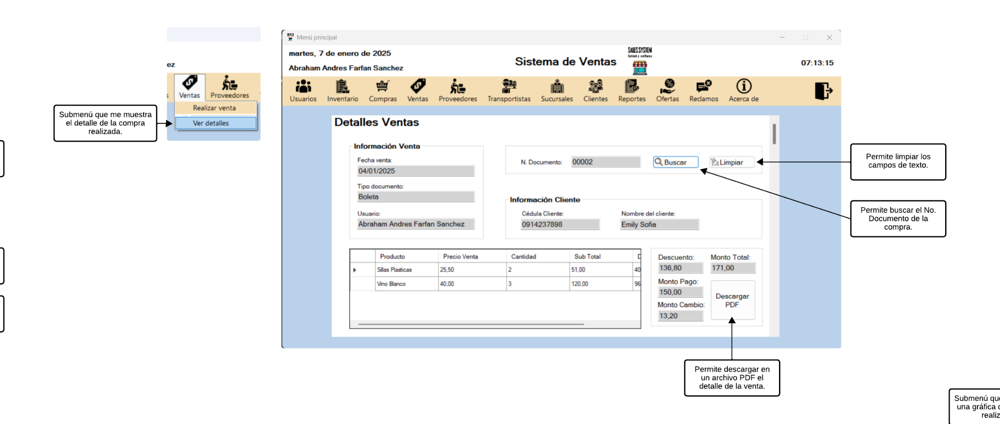 ez
Ventas
Proveedores
Realizar venta
Ver detalles
Submenú que me muestra
el detalle de la compra
realizada.
Menú principal
martes, 7 de enero de 2025
Abraham Andres Farfan Sanchez
Sistema de Ventas
SALES SYSTEN
Calidad y confianza
07:13:15
Usuarios
Inventario
Compras
Ventas
Proveedores
Transportistas
Sucursales
Clientes
Reportes
Ofertas
Reclamos
Acerca de
Detalles Ventas
Información Venta
Fecha venta:
04/01/2025
Tipo documento:
Boleta
Usuario:
Abraham Andres Farfan Sanchez
N. Documento: 00002
Buscar
Limpiar
Información Cliente
Cédula Cliente:
0914237898
Nombre del cliente:
Emily Sofia
Producto Precio Venta Cantidad Sub Total
Sillas Plasticas 25,50 2 51,00 40
Vino Blanco 40,00 3 120,00 96
Descuento:
136,80
Monto Total:
171,00
Monto Pago:
150,00
Monto Cambio:
13,20
Descargar
PDF
Permite limpiar los
campos de texto.
Permite buscar el No.
Documento de la
compra.
Permite descargar en
un archivo PDF el
detalle de la venta.
Submenú que
una gráfica
realiz